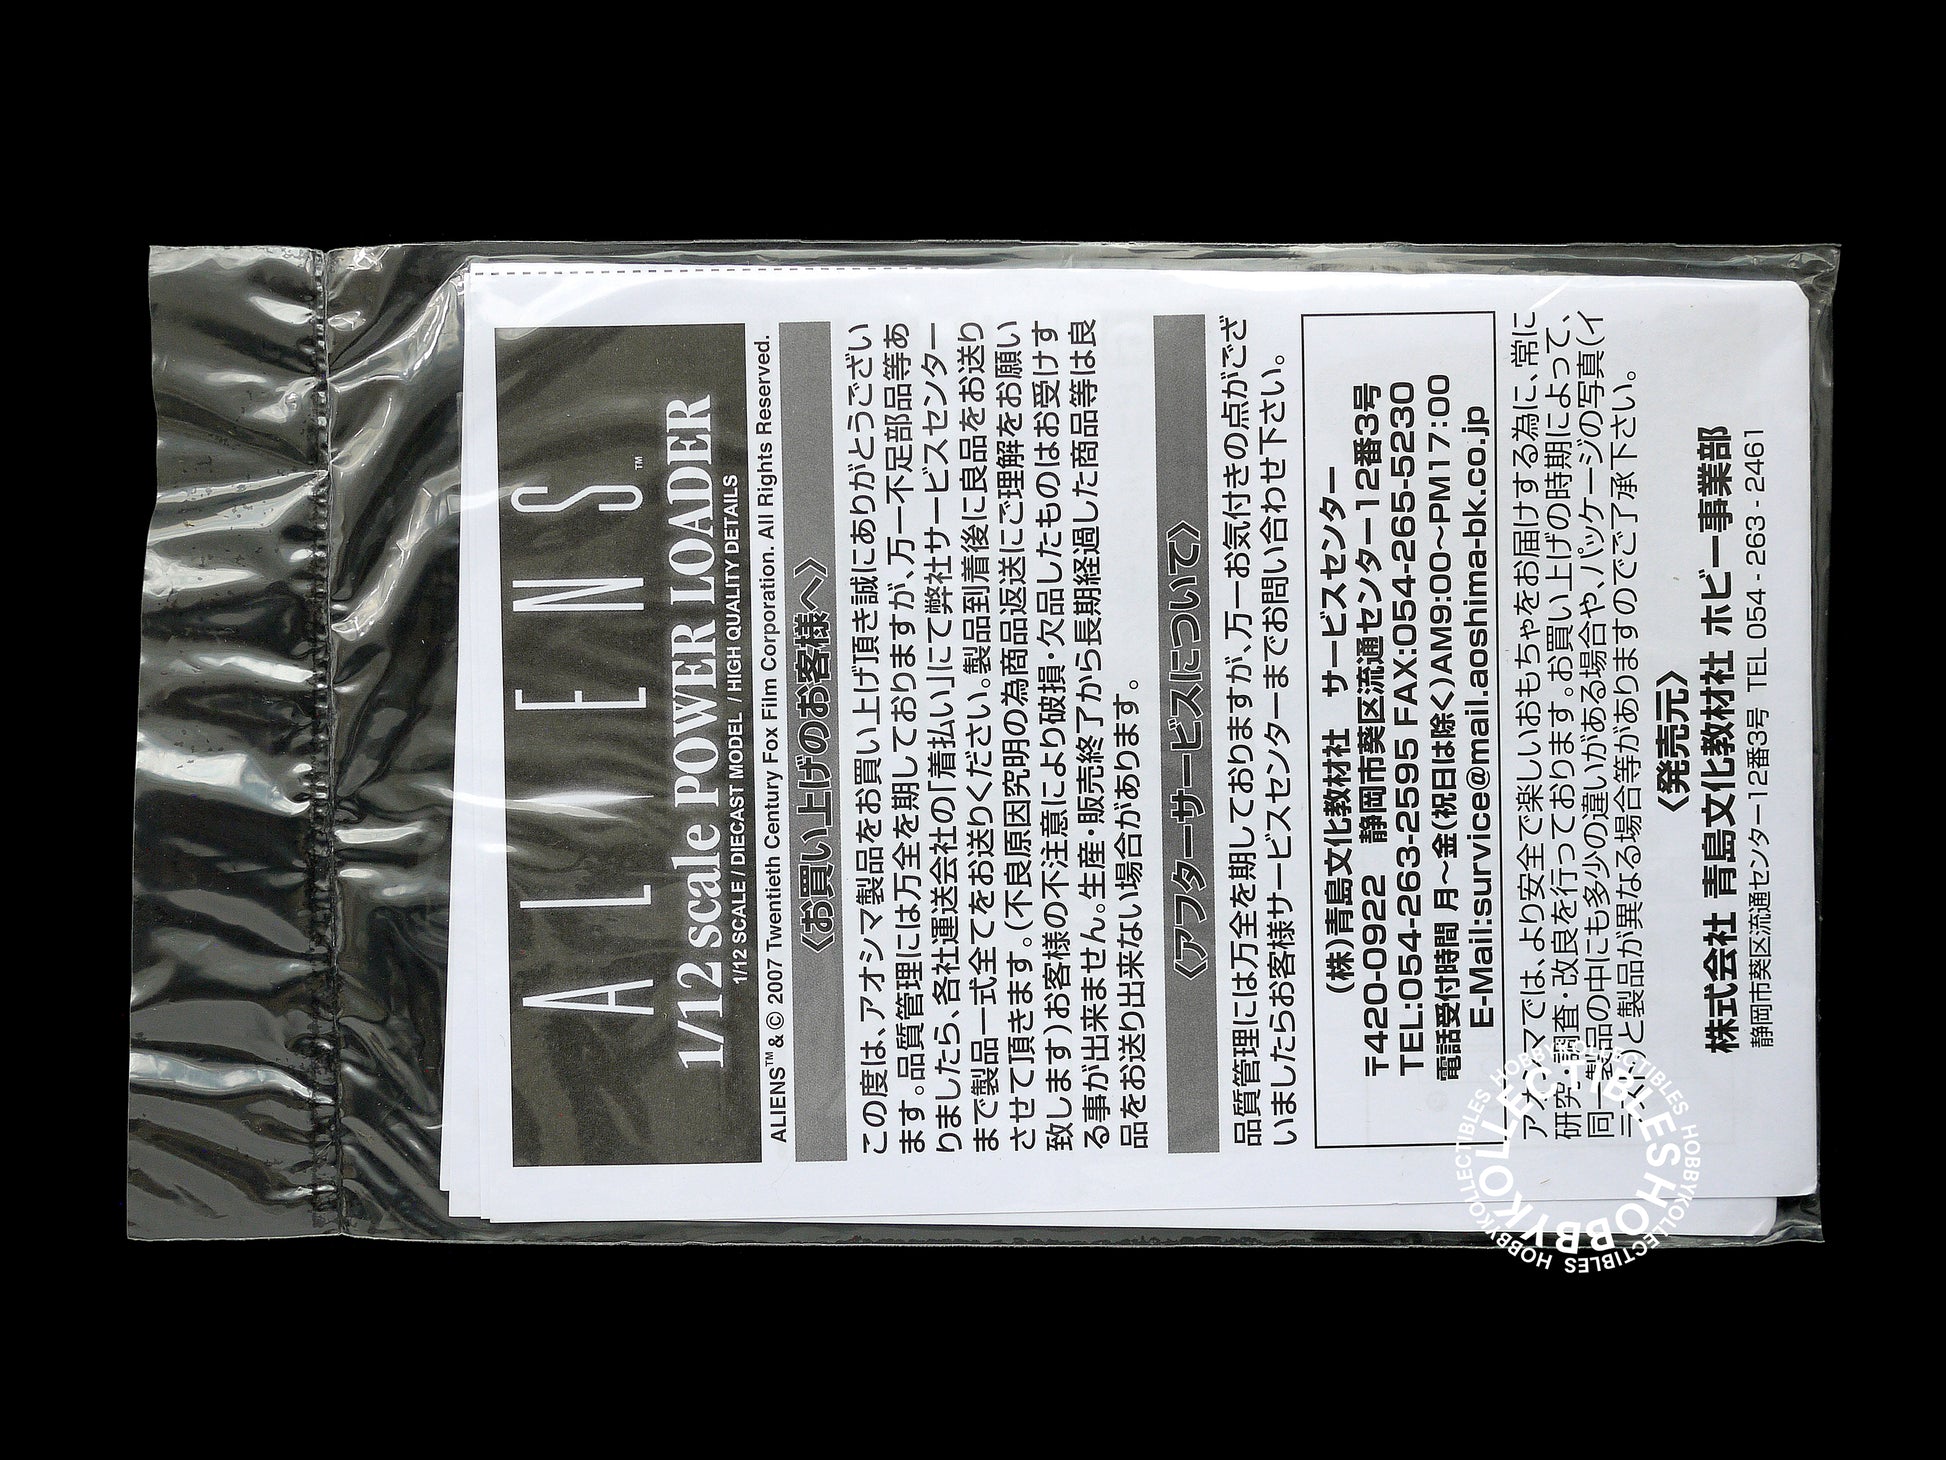 ALIENS™
1/12 scale POWER LOADER
1/12 SCALE / DIECAST MODEL / HIGH QUALITY DETAILS
ALIENS™ & © 2007 Twentieth Century Fox Film Corporation. All Rights Reserved.
〈お買い上げのお客様へ〉
この度は、アオシマ製品をお買い上げ頂き誠にありがとうござい
ます。品質管理には万全を期しておりますが、万一不足部品等あ
りましたら、各社運送会社の「着払い」にて弊社サービスセンター
まで製品一式全てをお送りください。製品到着後に良品をお送り
させて頂きます。(不良原因究明の為商品返送にご理解をお願い
致します)お客様の不注意により破損・欠品したものはお受けす
る事が出来ません。生産・販売終了から長期経過した商品等は良
品をお送り出来ない場合があります。
〈アフターサービスについて〉
品質管理には万全を期しておりますが、万一お気付きの点がござ
いましたらお客様サービスセンターまでお問い合わせ下さい。
(株)青島文化教材社 サービスセンター
〒420-0922 静岡市葵区流通センター12番3号
TEL:054-263-2595 FAX:054-265-5230
電話受付時間 月～金(祝日は除く)AM9:00～PM17:00
E-Mail:survice@mail.aoshima-bk.co.jp
アオシマでは、より安全で楽しいおもちゃをお届けする為に、常に
研究・調査・改良を行っております。お買い上げの時期によって、
同一製品の中にも多少の違いがある場合や、パッケージの写真(イ
ラスト)と製品が異なる場合等がありますのでご了承下さい。
〈発売元〉
株式会社 青島文化教材社 ホビー事業部
静岡市葵区流通センター12番3号 TEL 054-263-2461
HOBBYKOLLECTIBLES
HOBBYKOLLECTIBLES HOBBYKOLLECTIBLES HOBBYKOLLECTIBLES